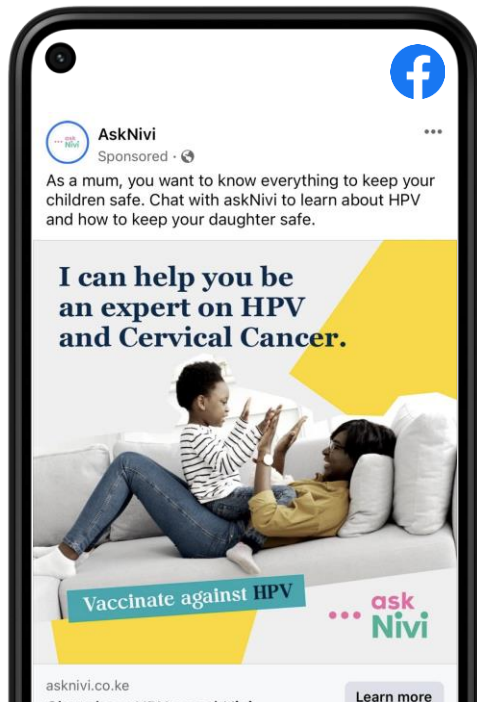 AskNivi
Sponsored ·
As a mum, you want to know everything to keep your
children safe. Chat with askNivi to learn about HPV
and how to keep your daughter safe.
I can help you be
an expert on HPV
and Cervical Cancer.
Vaccinate against HPV
... ask
Nivi
asknivi.co.ke
Learn more